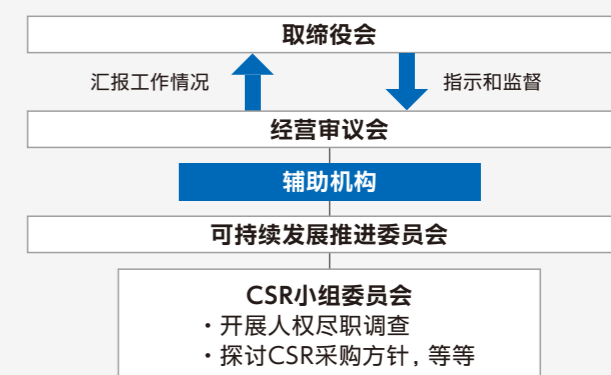 取缔役会
汇报工作情况
指示和监督
经营审议会
辅助机构
可持续发展推进委员会
CSR小组委员会
・开展人权尽职调查
・探讨CSR采购方针，等等